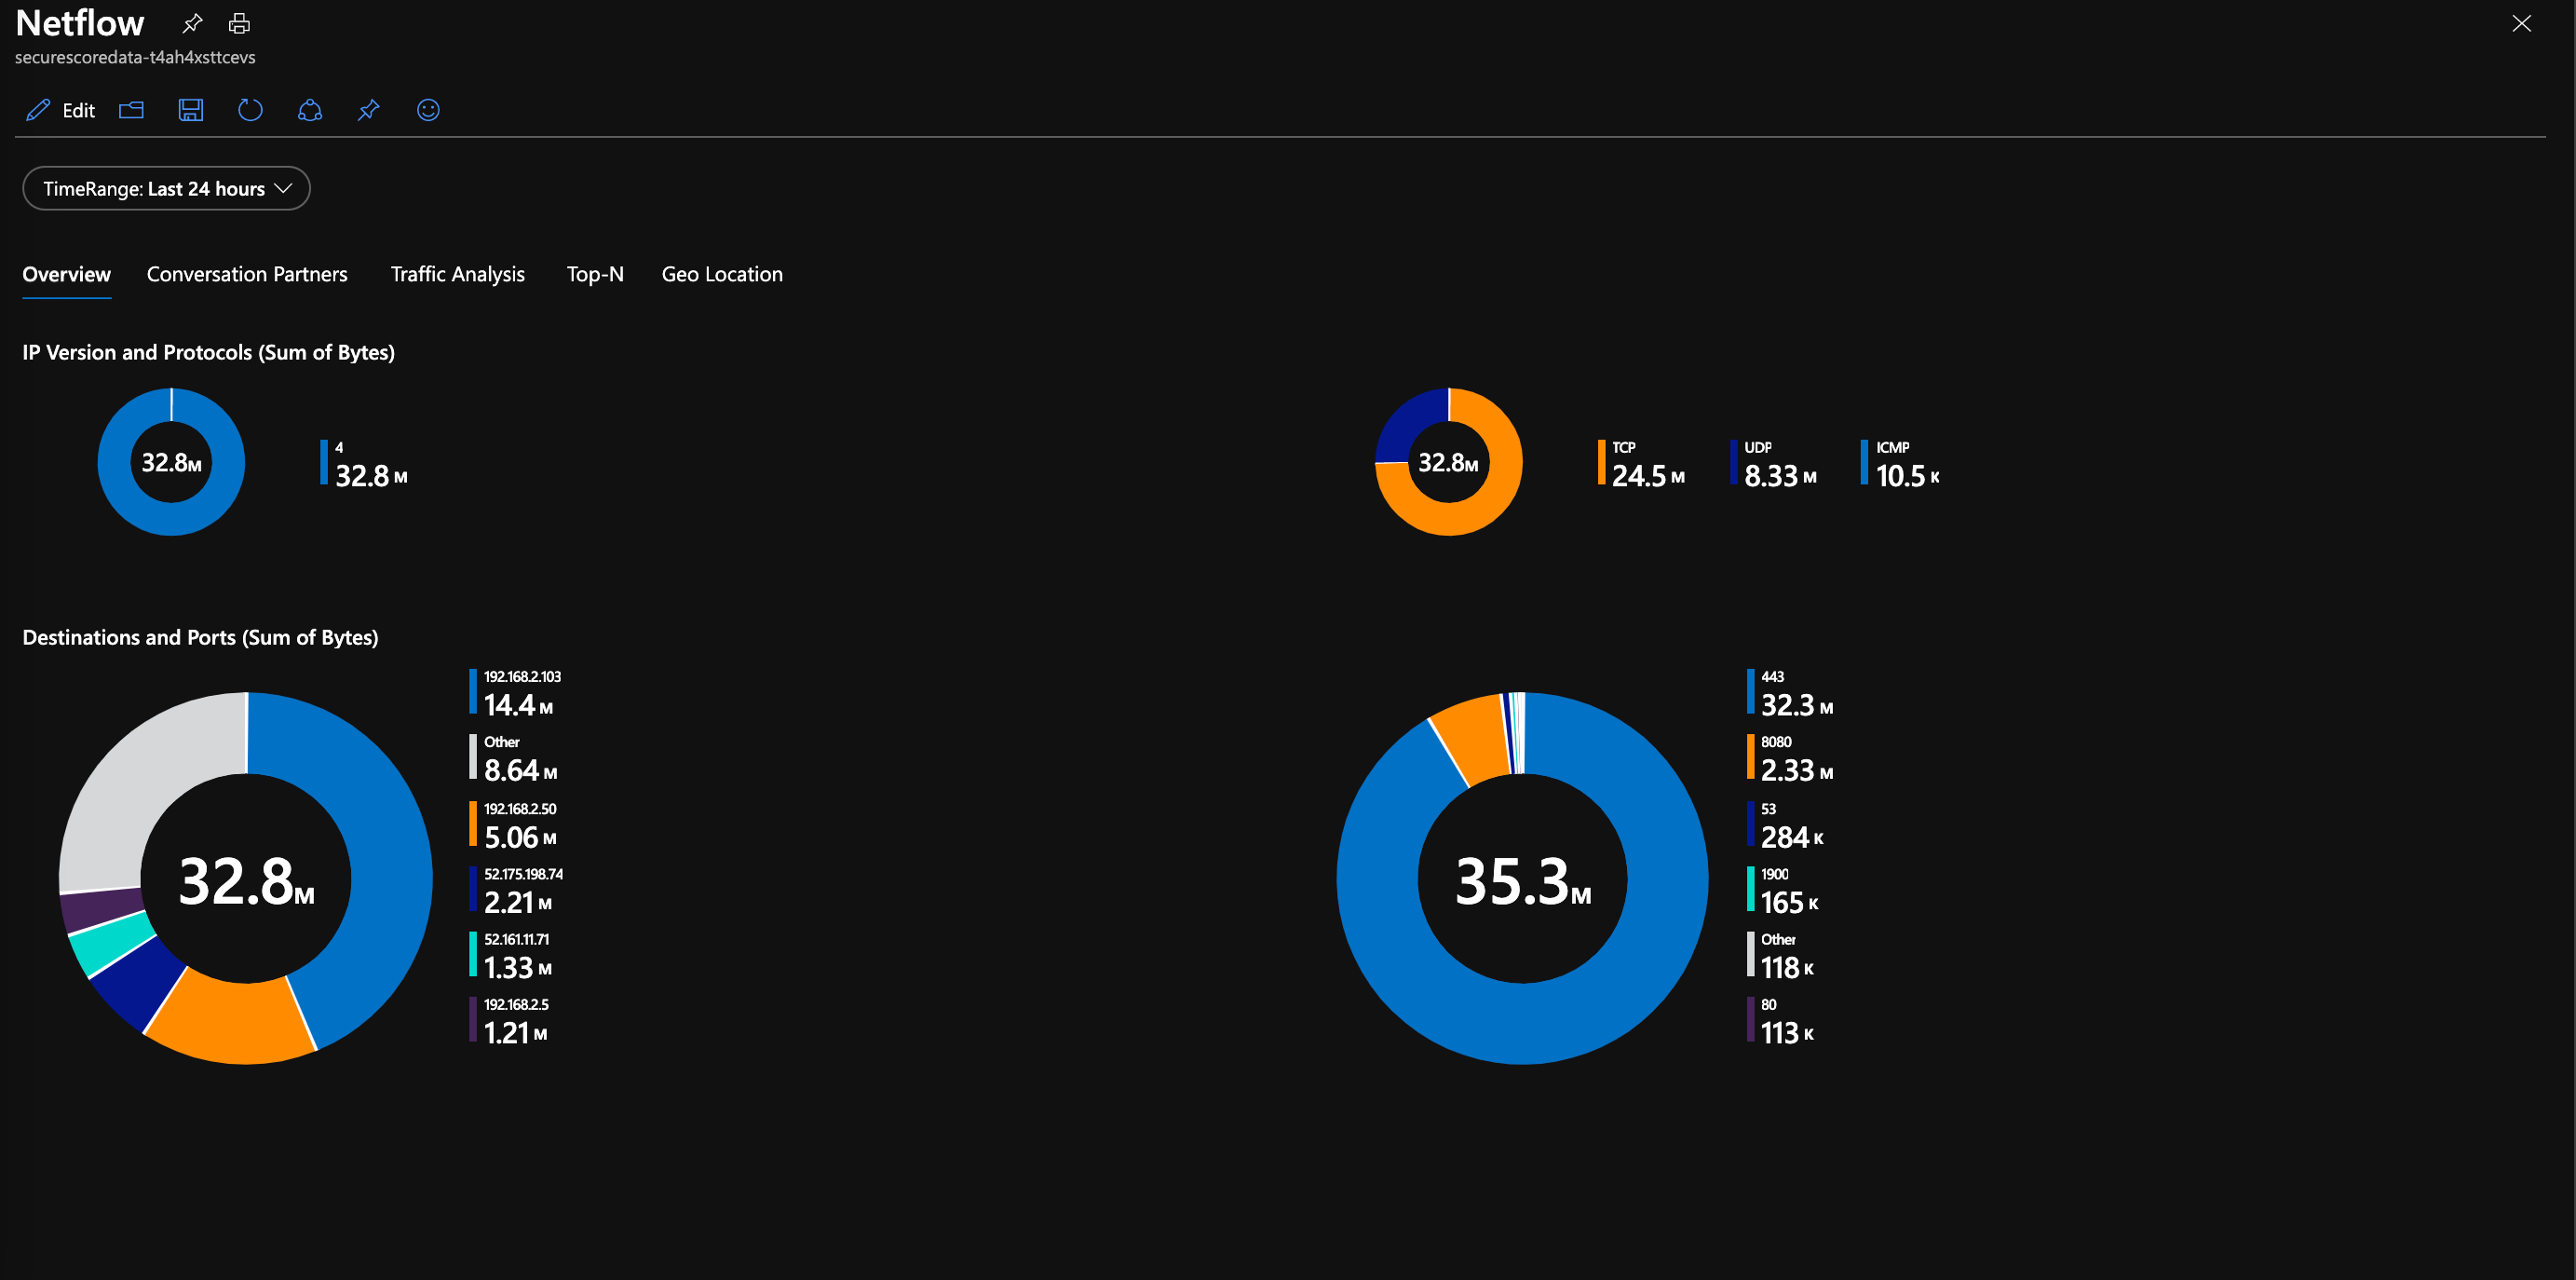 Netflow
securescoredata-t4ah4xsttcevs
Edit
TimeRange: Last 24 hours
Overview Conversation Partners Traffic Analysis Top-N Geo Location
IP Version and Protocols (Sum of Bytes)
32.8M
4
32.8 M
32.8M
TCP
24.5 M
UDP
8.33 M
ICMP
10.5 K
Destinations and Ports (Sum of Bytes)
32.8M
192.168.2.103
14.4 M
Other
8.64 M
192.168.2.50
5.06 M
52.175.198.74
2.21 M
52.161.11.71
1.33 M
192.168.2.5
1.21 M
35.3M
443
32.3 M
8080
2.33 M
53
284 K
1900
165 K
Other
118 K
80
113 K